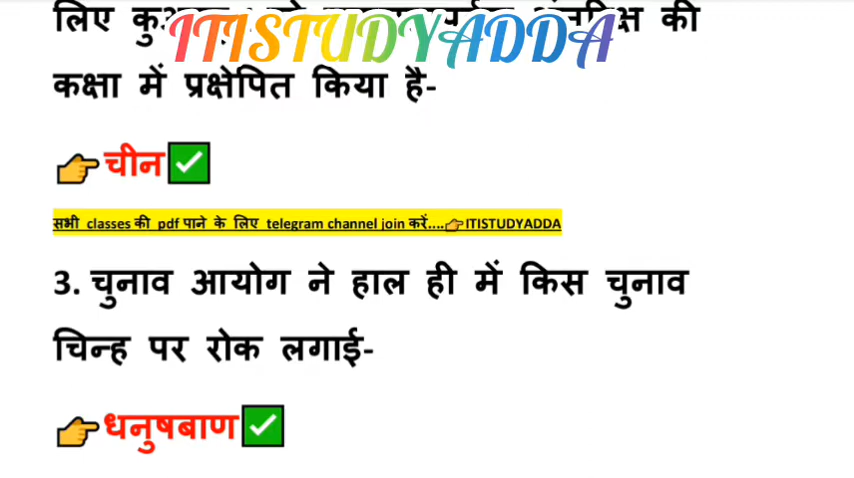 लिए की
ITISTUDYADDA
कक्षा में प्रक्षेपित किया है-
👉चीन✅
सभी classes की pdf पाने के लिए telegram channel join करें....👉ITISTUDYADDA
3. चुनाव आयोग ने हाल ही में किस चुनाव
चिन्ह पर रोक लगाई-
👉धनुषबाण✅